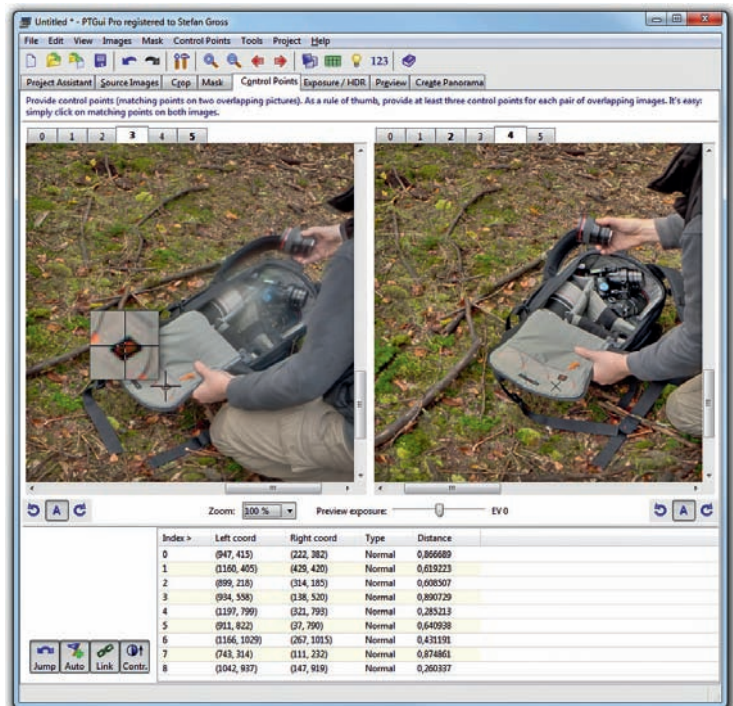 Untitled * - PTGui Pro registered to Stefan Gross
File Edit View Images Mask Control Points Tools Project Help
123
Project Assistant Source Images Crop Mask Control Points Exposure / HDR Preview Create Panorama
Provide control points (matching points on two overlapping pictures). As a rule of thumb, provide at least three control points for each pair of overlapping images. It's easy:
simply click on matching points on both images.
0 1 2 3 4 5 0 1 2 3 4 5
A Zoom: 100 % Preview exposure: EV 0 A
Index > Left coord Right coord Type Distance
0 (947, 415) (222, 382) Normal 0,866689
1 (1160, 405) (429, 420) Normal 0,619223
2 (899, 218) (314, 185) Normal 0,608507
3 (934, 558) (138, 520) Normal 0,890729
4 (1197, 799) (321, 793) Normal 0,285213
5 (911, 822) (37, 790) Normal 0,640938
6 (1166, 1029) (267, 1015) Normal 0,431191
7 (743, 314) (111, 232) Normal 0,874861
8 (1042, 937) (147, 919) Normal 0,260337
Jump Auto Link Contr.